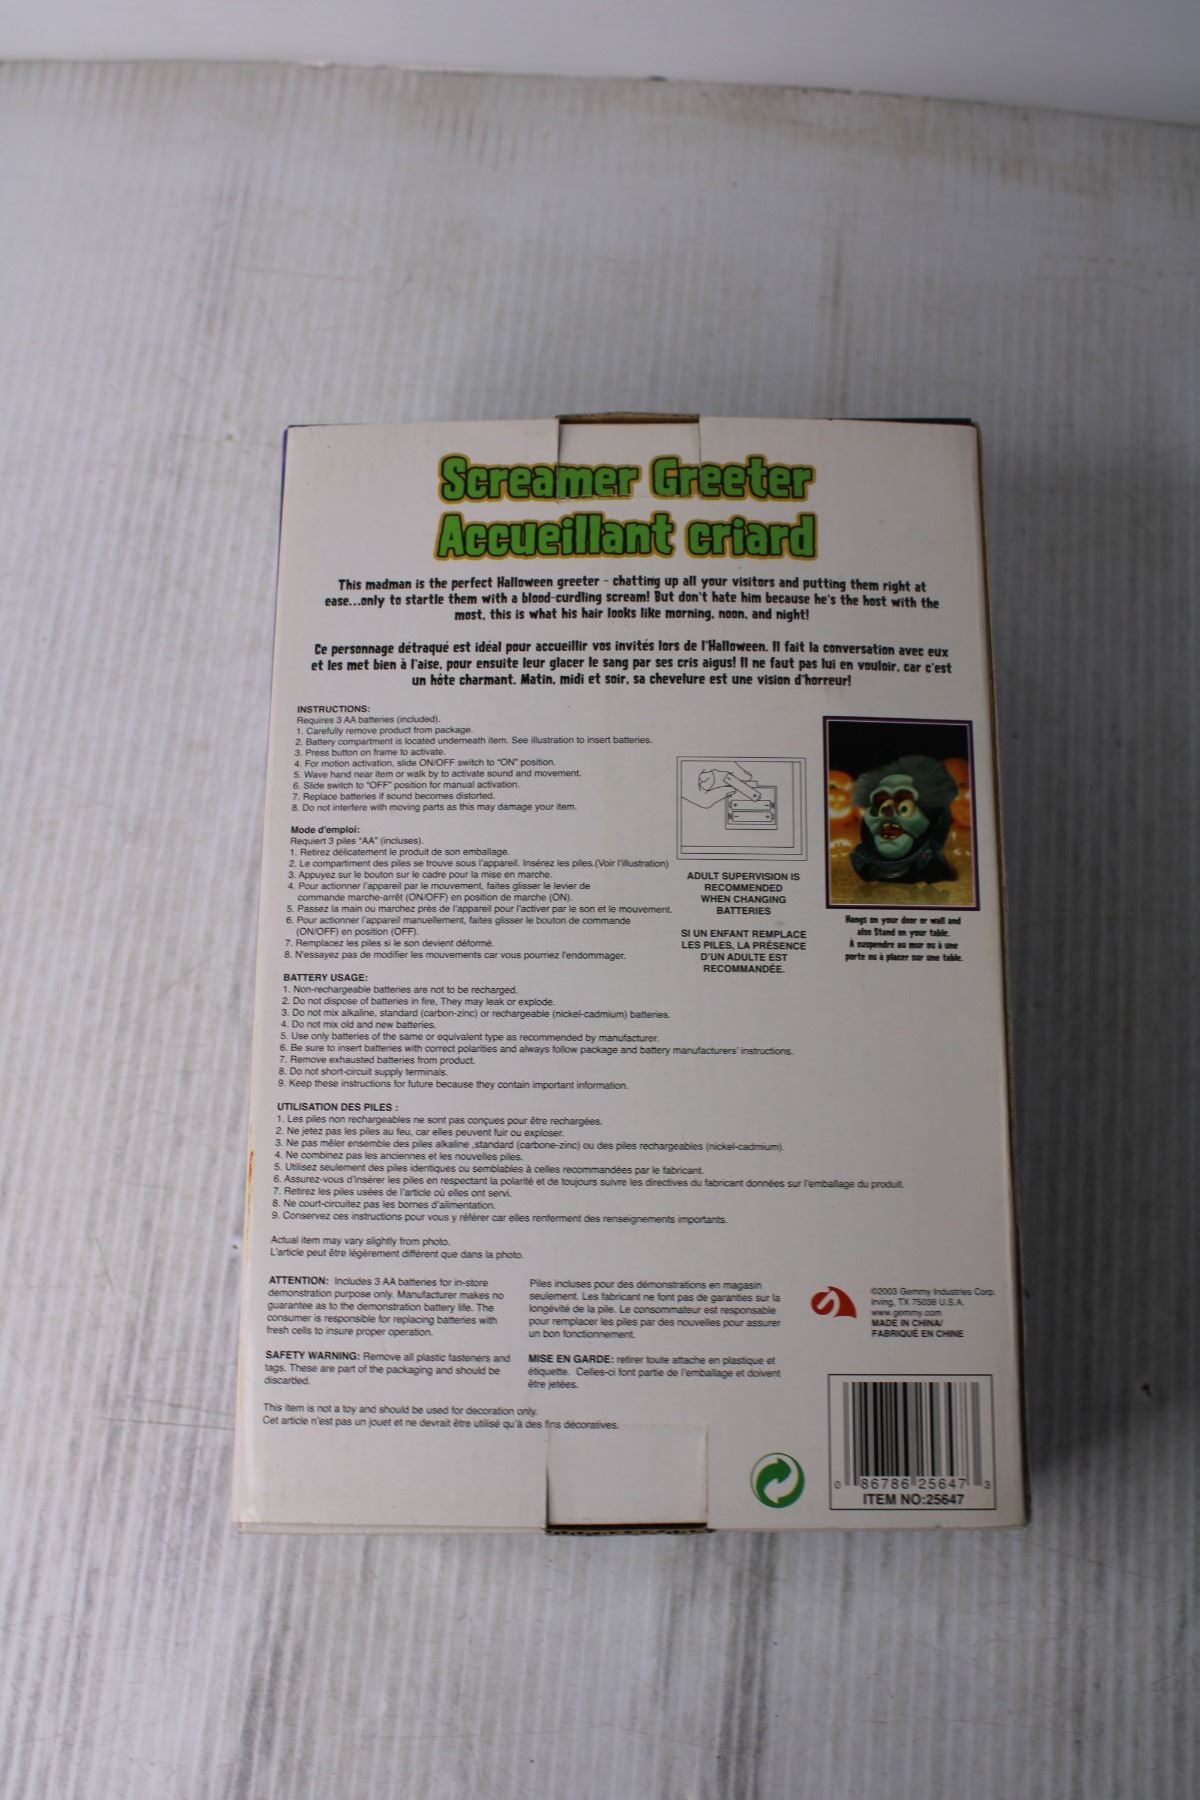 Screamer Greeter
Accueillant criard
This madman is the perfect Halloween greeter - chatting up all your visitors and putting them right at
ease...only to startle them with a blood-curdling scream! But don't hate him because he's the host with the
most, this is what his hair looks like morning, noon, and night!
Ce personnage détraqué est idéal pour accueillir vos invités lors de l'Halloween. Il fait la conversation avec eux
et les met bien à l'aise, pour ensuite leur glacer le sang par ses cris aigus! Il ne faut pas lui en vouloir, car c'est
un hôte charmant. Matin, midi et soir, sa chevelure est une vision d'horreur!
INSTRUCTIONS:
Requires 3 AA batteries (included).
1. Carefully remove product from package.
2. Battery compartment is located underneath item. See illustration to insert batteries.
3. Press button on frame to activate.
4. For motion activation, slide ON/OFF switch to "ON" position.
5. Wave hand near item or walk by to activate sound and movement.
6. Slide switch to "OFF" position for manual activation.
7. Replace batteries if sound becomes distorted.
8. Do not interfere with moving parts as this may damage your item.
Mode d'emploi:
Requiert 3 piles "AA" (incluses).
1. Retirez délicatement le produit de son emballage.
2. Le compartiment des piles se trouve sous l'appareil. Insérez les piles.(Voir l'illustration)
3. Appuyez sur le bouton sur le cadre pour la mise en marche.
4. Pour actionner l'appareil par le mouvement, faites glisser le levier de
commande marche-arrêt (ON/OFF) en position de marche (ON).
5. Passez la main ou marchez près de l'appareil pour l'activer par le son et le mouvement.
6. Pour actionner l'appareil manuellement, faites glisser le bouton de commande
(ON/OFF) en position (OFF).
7. Remplacez les piles si le son devient déformé.
8. N'essayez pas de modifier les mouvements car vous pourriez l'endommager.
ADULT SUPERVISION IS
RECOMMENDED
WHEN CHANGING
BATTERIES
SI UN ENFANT REMPLACE
LES PILES, LA PRÉSENCE
D'UN ADULTE EST
RECOMMANDÉE.
Hangs on your door or wall and
also Stand on your table.
À suspendre au mur ou à une
porte ou à placer sur une table.
BATTERY USAGE:
1. Non-rechargeable batteries are not to be recharged.
2. Do not dispose of batteries in fire, They may leak or explode.
3. Do not mix alkaline, standard (carbon-zinc) or rechargeable (nickel-cadmium) batteries.
4. Do not mix old and new batteries.
5. Use only batteries of the same or equivalent type as recommended by manufacturer.
6. Be sure to insert batteries with correct polarities and always follow package and battery manufacturers' instructions.
7. Remove exhausted batteries from product.
8. Do not short-circuit supply terminals.
9. Keep these instructions for future because they contain important information.
UTILISATION DES PILES :
1. Les piles non rechargeables ne sont pas conçues pour être rechargées.
2. Ne jetez pas les piles au feu, car elles peuvent fuir ou exploser.
3. Ne pas mêler ensemble des piles alkaline ,standard (carbone-zinc) ou des piles rechargeables (nickel-cadmium).
4. Ne combinez pas les anciennes et les nouvelles piles.
5. Utilisez seulement des piles identiques ou semblables à celles recommandées par le fabricant.
6. Assurez-vous d'insérer les piles en respectant la polarité et de toujours suivre les directives du fabricant données sur l'emballage du produit.
7. Retirez les piles usées de l'article où elles ont servi.
8. Ne court-circuitez pas les bornes d'alimentation.
9. Conservez ces instructions pour vous y référer car elles renferment des renseignements importants.
Actual item may vary slightly from photo.
L'article peut être légèrement différent que dans la photo.
ATTENTION: Includes 3 AA batteries for in-store
demonstration purpose only. Manufacturer makes no
guarantee as to the demonstration battery life. The
consumer is responsible for replacing batteries with
fresh cells to insure proper operation.
Piles incluses pour des démonstrations en magasin
seulement. Les fabricant ne font pas de garanties sur la
longévité de la pile. Le consommateur est responsable
pour remplacer les piles par des nouvelles pour assurer
un bon fonctionnement.
SAFETY WARNING: Remove all plastic fasteners and
tags. These are part of the packaging and should be
discarded.
MISE EN GARDE: retirer toute attache en plastique et
étiquette. Celles-ci font partie de l'emballage et doivent
être jetées.
This item is not a toy and should be used for decoration only.
Cet article n'est pas un jouet et ne devrait être utilisé qu'à des fins décoratives.
©2003 Gemmy Industries Corp.
Irving, TX 75038 U.S.A.
www.gemmy.com
MADE IN CHINA/
FABRIQUÉ EN CHINE
0 86786 25647 3
ITEM NO:25647